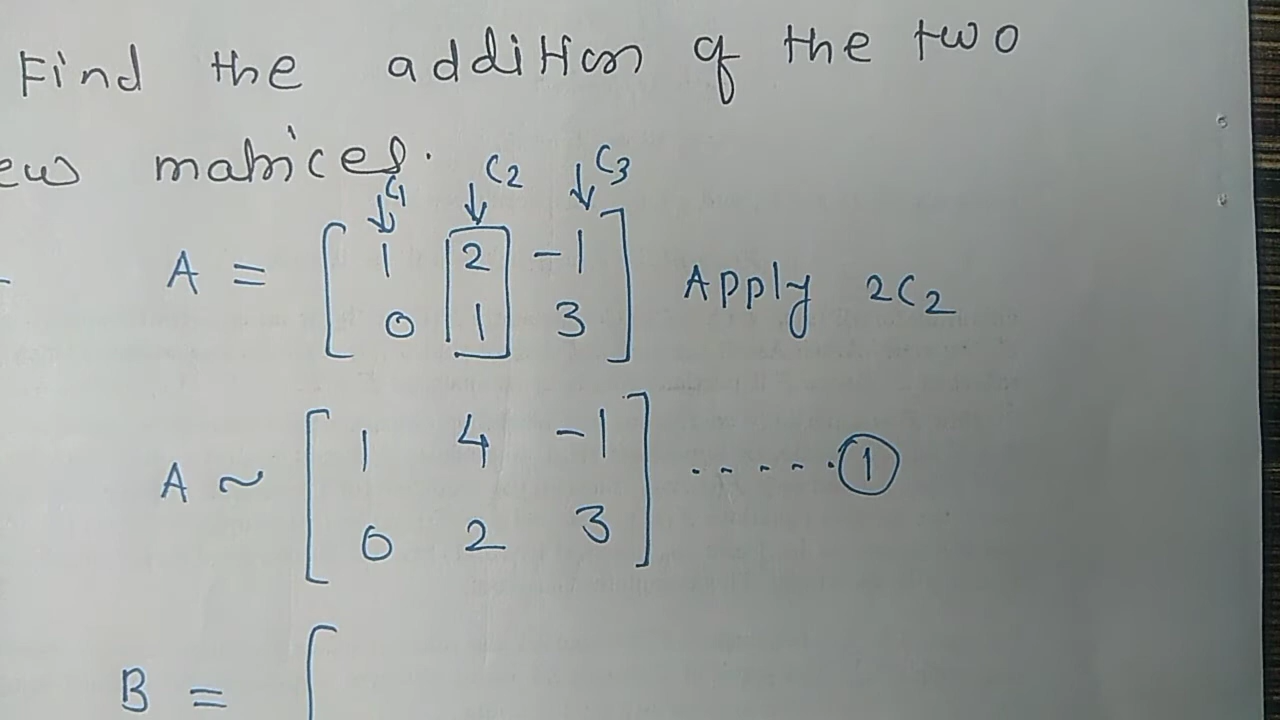 Find the addition of the two
ew matrices.
C1 C2 C3
A = [ 1 2 -1
0 1 3 ] Apply 2C2
A ~ [ 1 4 -1
0 2 3 ] ...... ①
B = [